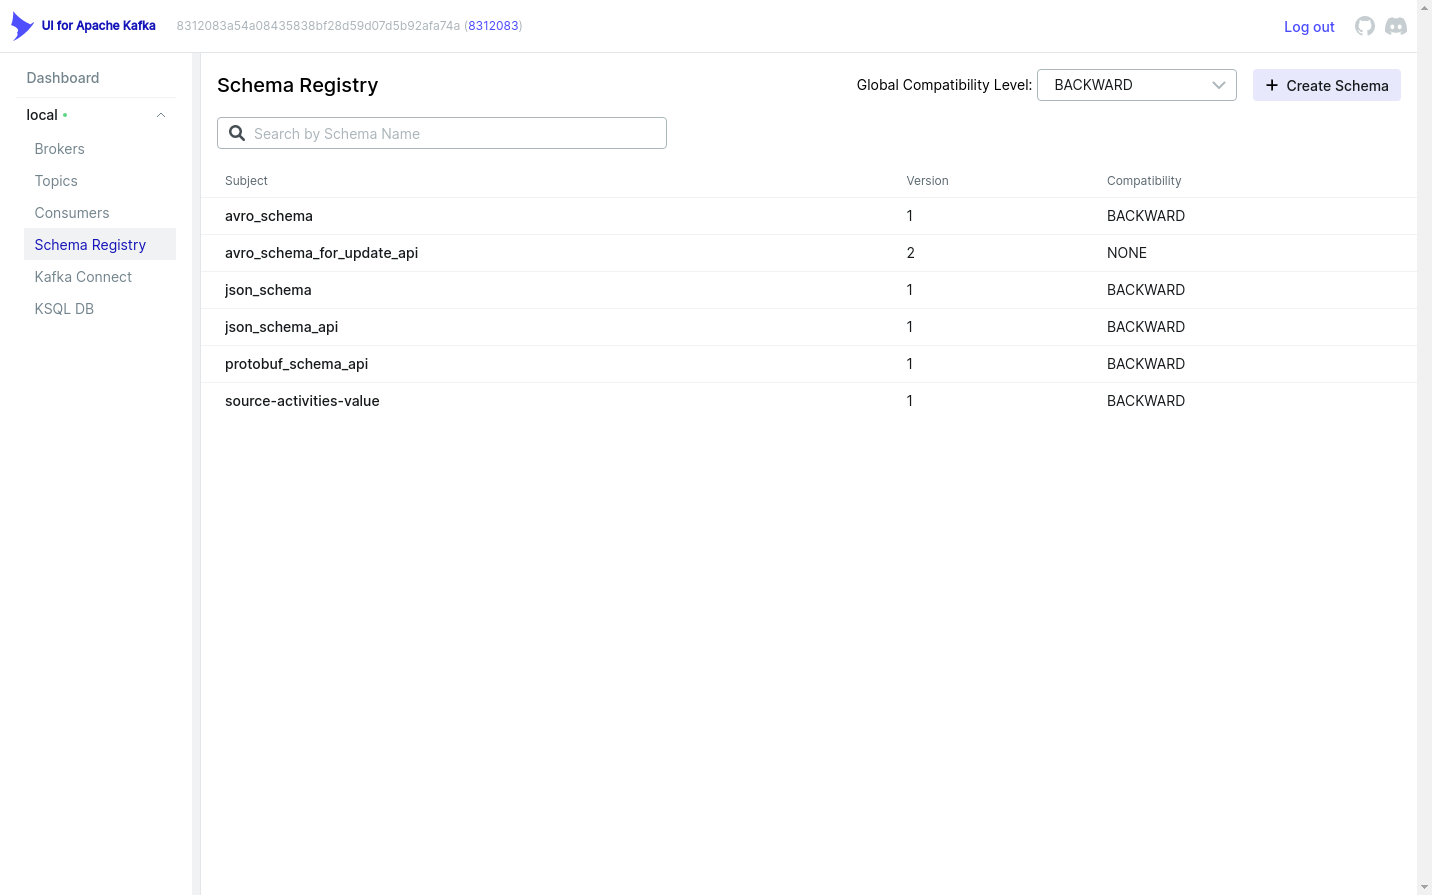 UI for Apache Kafka 8312083a54a08435838bf28d59d07d5b92afa74a (8312083) Log out
Dashboard
local
Brokers
Topics
Consumers
Schema Registry
Kafka Connect
KSQL DB
Schema Registry Global Compatibility Level: BACKWARD Create Schema
Search by Schema Name
Subject Version Compatibility
avro_schema 1 BACKWARD
avro_schema_for_update_api 2 NONE
json_schema 1 BACKWARD
json_schema_api 1 BACKWARD
protobuf_schema_api 1 BACKWARD
source-activities-value 1 BACKWARD